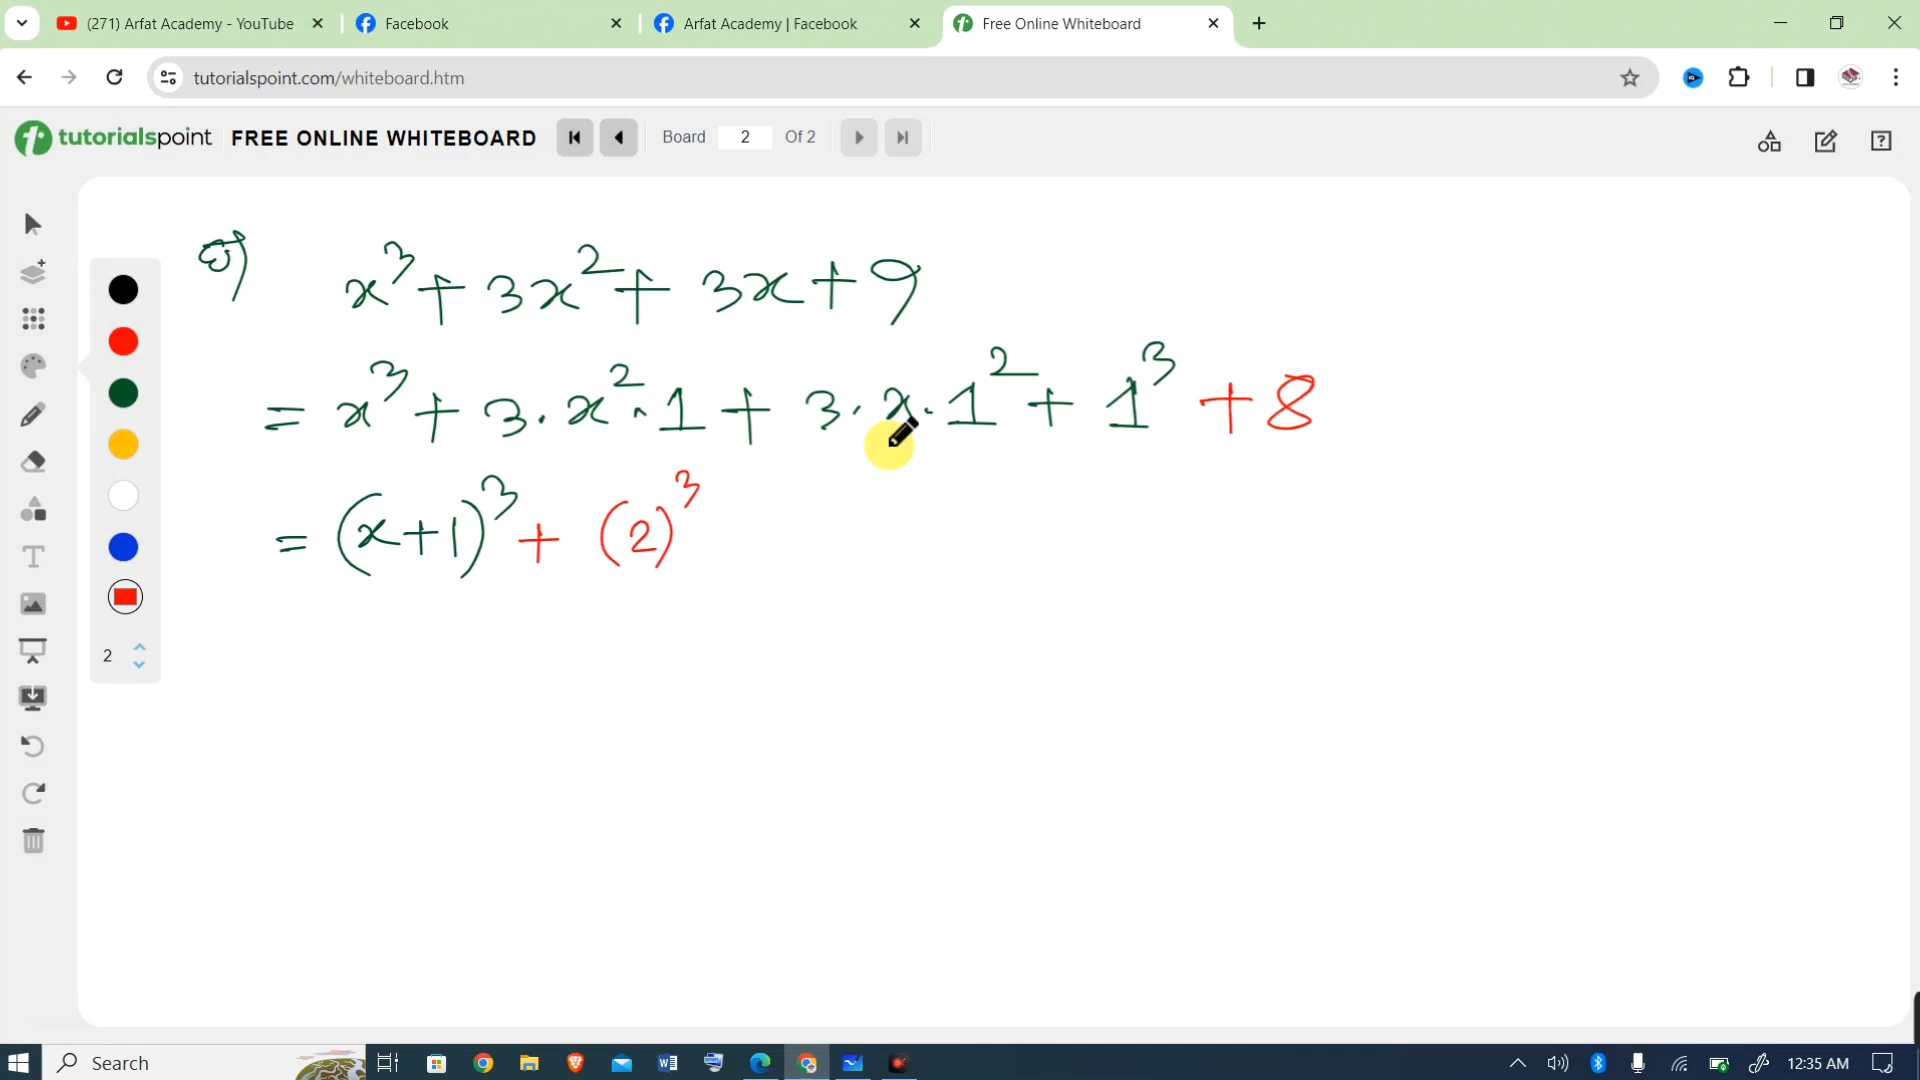 (271) Arfat Academy - YouTube
Facebook
Arfat Academy | Facebook
Free Online Whiteboard
tutorialspoint.com/whiteboard.htm
tutorialspoint
FREE ONLINE WHITEBOARD
Board 2 Of 2
x³ + 3x² + 3x + 9
= x³ + 3·x²·1 + 3·x·1² + 1³ + 8
= (x+1)³ + (2)³
T
2
Search
12:35 AM